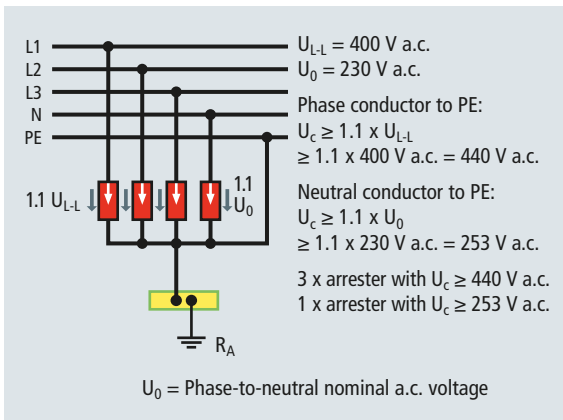 L1
L2
L3
N
PE
U_L-L = 400 V a.c.
U_0 = 230 V a.c.
Phase conductor to PE:
U_c ≥ 1.1 x U_L-L
≥ 1.1 x 400 V a.c. = 440 V a.c.
Neutral conductor to PE:
U_c ≥ 1.1 x U_0
≥ 1.1 x 230 V a.c. = 253 V a.c.
3 x arrester with U_c ≥ 440 V a.c.
1 x arrester with U_c ≥ 253 V a.c.
1.1 U_L-L
1.1
U_0
R_A
U_0 = Phase-to-neutral nominal a.c. voltage